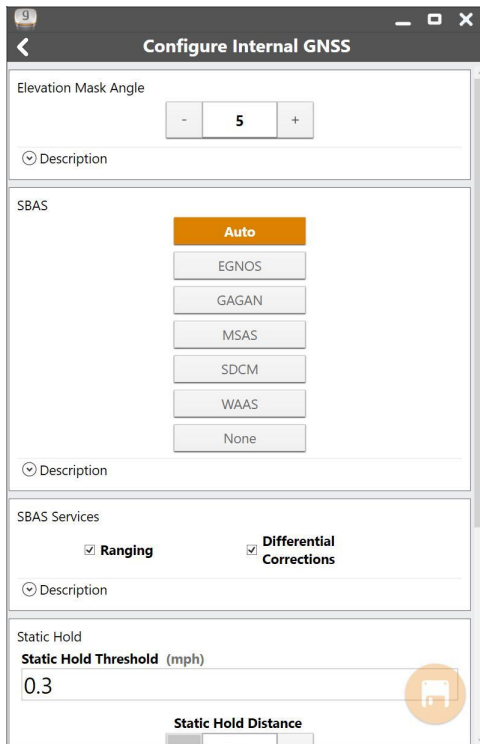 g
Configure Internal GNSS
Elevation Mask Angle
- 5 +
Description
SBAS
Auto
EGNOS
GAGAN
MSAS
SDCM
WAAS
None
Description
SBAS Services
Ranging
Differential
Corrections
Description
Static Hold
Static Hold Threshold (mph)
0.3
Static Hold Distance